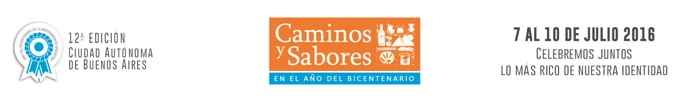 12ª EDICIÓN
CIUDAD AUTÓNOMA
DE BUENOS AIRES
Caminos
y Sabores
EN EL AÑO DEL BICENTENARIO
7 AL 10 DE JULIO 2016
CELEBREMOS JUNTOS
LO MÁS RICO DE NUESTRA IDENTIDAD